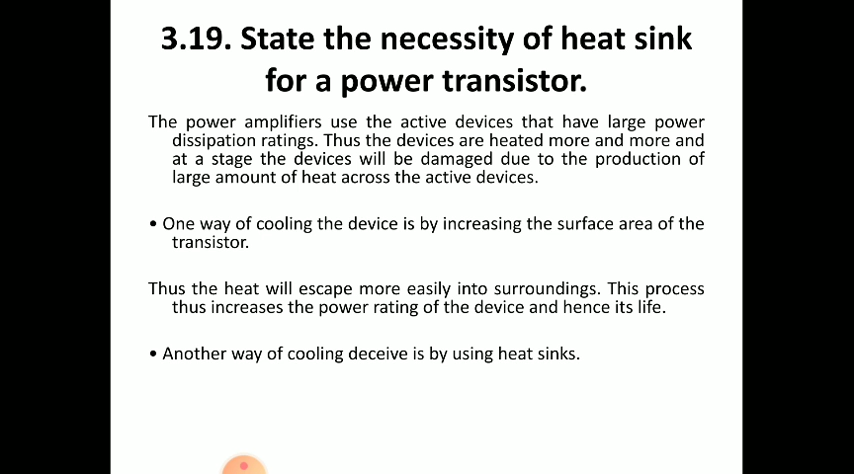 3.19. State the necessity of heat sink
for a power transistor.
The power amplifiers use the active devices that have large power
dissipation ratings. Thus the devices are heated more and more and
at a stage the devices will be damaged due to the production of
large amount of heat across the active devices.
• One way of cooling the device is by increasing the surface area of the
transistor.
Thus the heat will escape more easily into surroundings. This process
thus increases the power rating of the device and hence its life.
• Another way of cooling deceive is by using heat sinks.